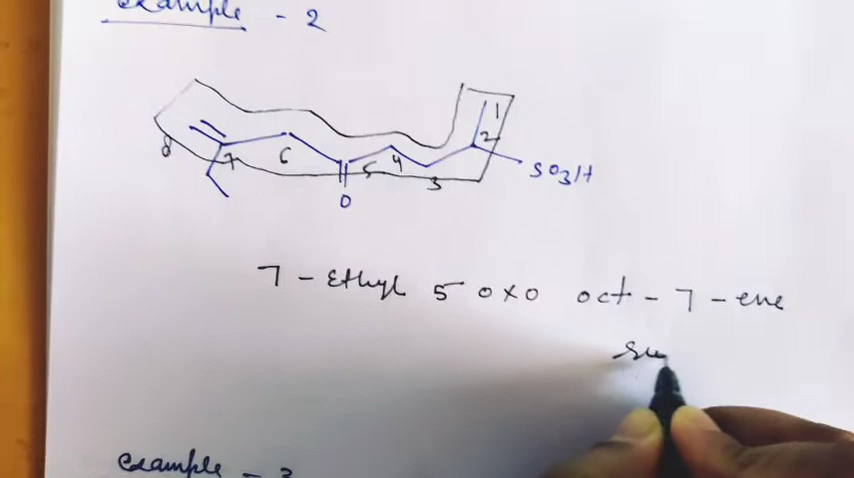 example - 2
1
2
8 7 6 5 4 3
SO3H
O
7 - Ethyl 5 oxo oct - 7 - ene
su
example - 3